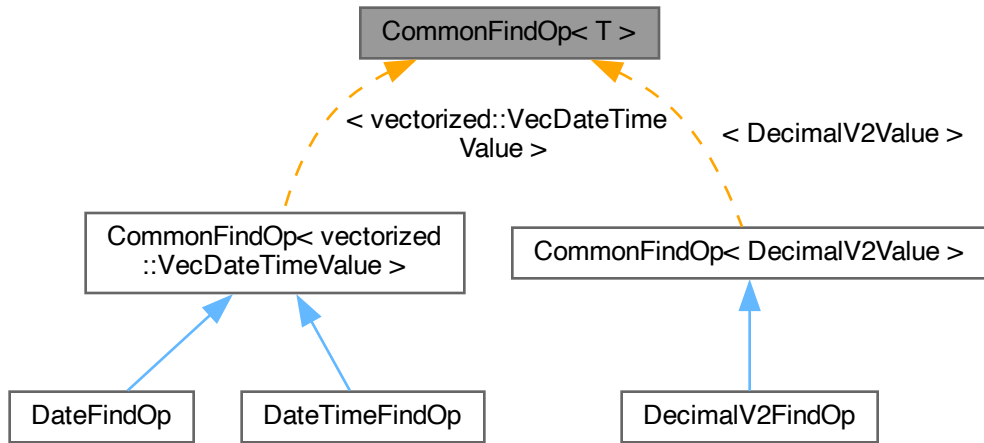 CommonFindOp< T >
< vectorized::VecDateTime
Value >
< DecimalV2Value >
CommonFindOp< vectorized
::VecDateTimeValue >
CommonFindOp< DecimalV2Value >
DateFindOp
DateTimeFindOp
DecimalV2FindOp